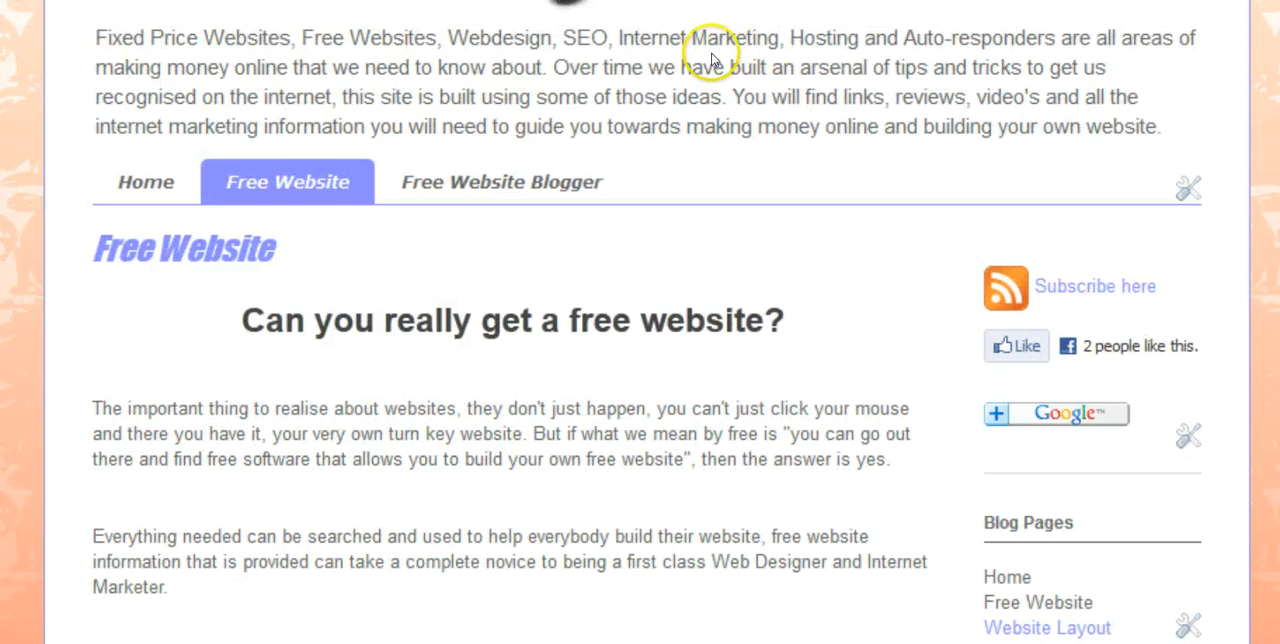 Fixed Price Websites, Free Websites, Webdesign, SEO, Internet Marketing, Hosting and Auto-responders are all areas of
making money online that we need to know about. Over time we have built an arsenal of tips and tricks to get us
recognised on the internet, this site is built using some of those ideas. You will find links, reviews, video's and all the
internet marketing information you will need to guide you towards making money online and building your own website.
Home
Free Website
Free Website Blogger
Free Website
Can you really get a free website?
The important thing to realise about websites, they don't just happen, you can't just click your mouse
and there you have it, your very own turn key website. But if what we mean by free is "you can go out
there and find free software that allows you to build your own free website", then the answer is yes.
Everything needed can be searched and used to help everybody build their website, free website
information that is provided can take a complete novice to being a first class Web Designer and Internet
Marketer.
Subscribe here
Like
2 people like this.
+ Google™
Blog Pages
Home
Free Website
Website Layout